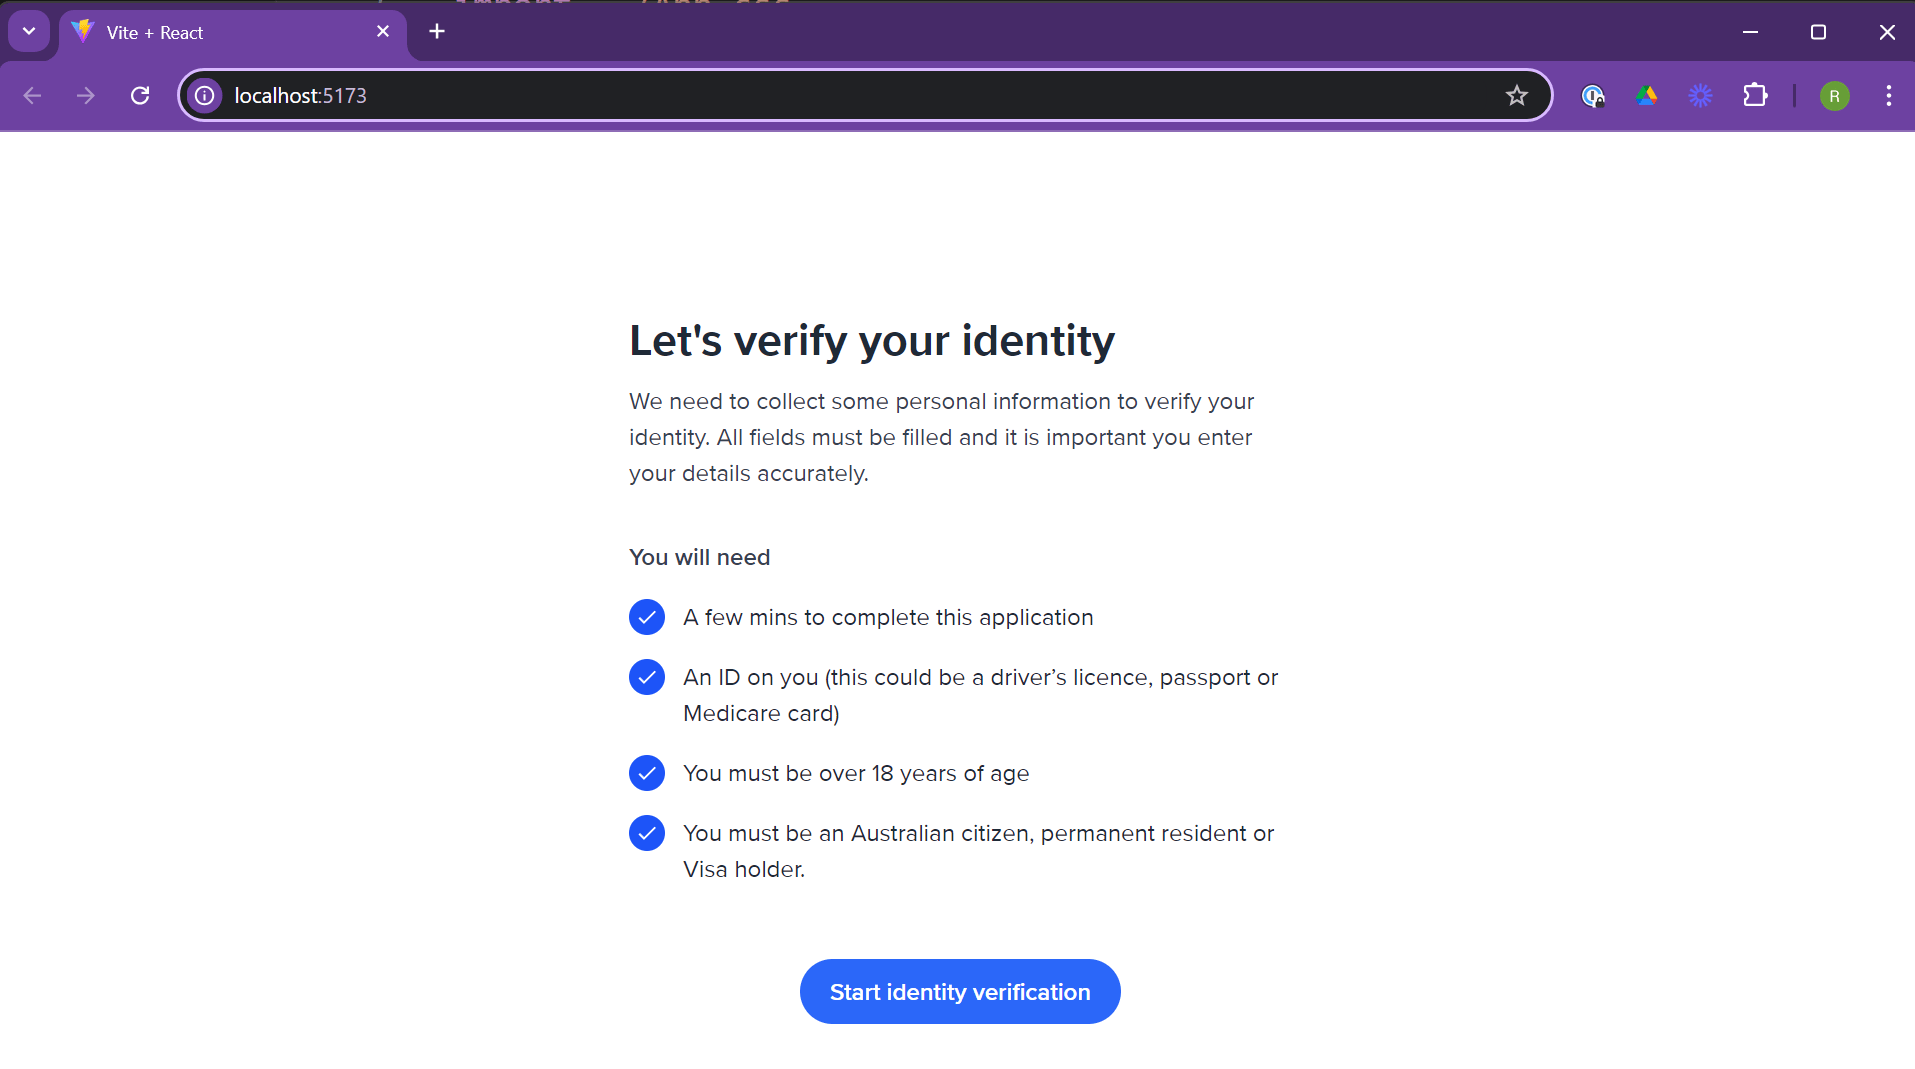 Vite + React
localhost:5173
R
Let's verify your identity
We need to collect some personal information to verify your
identity. All fields must be filled and it is important you enter
your details accurately.
You will need
A few mins to complete this application
An ID on you (this could be a driver’s licence, passport or
Medicare card)
You must be over 18 years of age
You must be an Australian citizen, permanent resident or
Visa holder.
Start identity verification